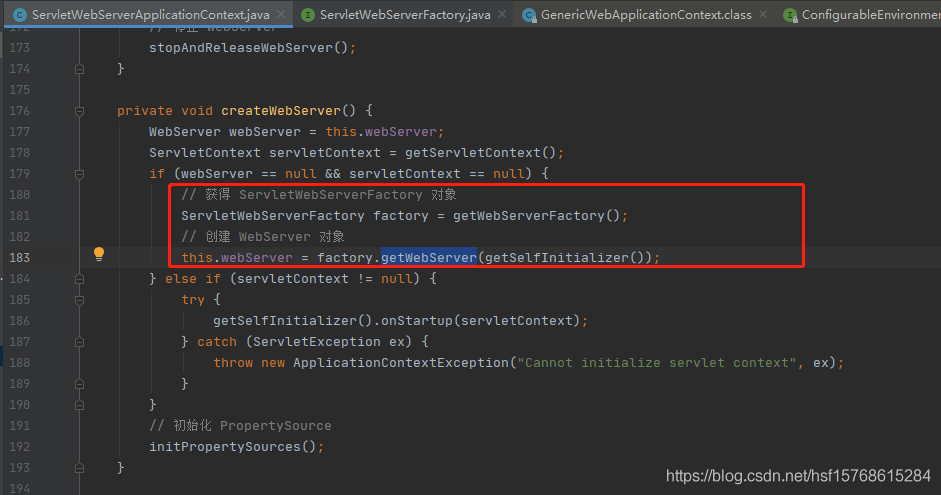 ServletWebServerApplicationContext.java ServletWebServerFactory.java GenericWebApplicationContext.class ConfigurableEnvironmen
172 // 停止 WebServer
173 stopAndReleaseWebServer();
174 }
175
176 private void createWebServer() {
177 WebServer webServer = this.webServer;
178 ServletContext servletContext = getServletContext();
179 if (webServer == null && servletContext == null) {
180 // 获得 ServletWebServerFactory 对象
181 ServletWebServerFactory factory = getWebServerFactory();
182 // 创建 WebServer 对象
183 this.webServer = factory.getWebServer(getSelfInitializer());
184 } else if (servletContext != null) {
185 try {
186 getSelfInitializer().onStartup(servletContext);
187 } catch (ServletException ex) {
188 throw new ApplicationContextException("Cannot initialize servlet context", ex);
189 }
190 }
191 // 初始化 PropertySource
192 initPropertySources();
193 }
194
https://blog.csdn.net/hsf15768615284